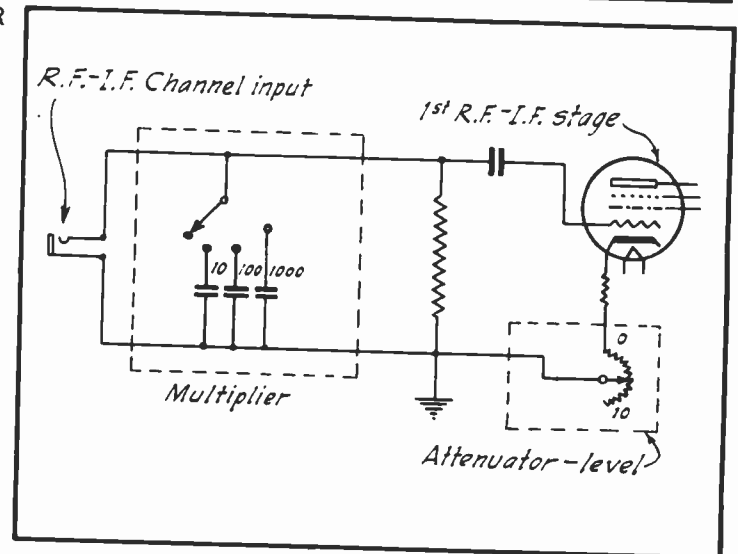 R
R.F.-I.F. Channel input
1st R.F.-I.F. stage
10 100 1000
Multiplier
0
10
Attenuator-level